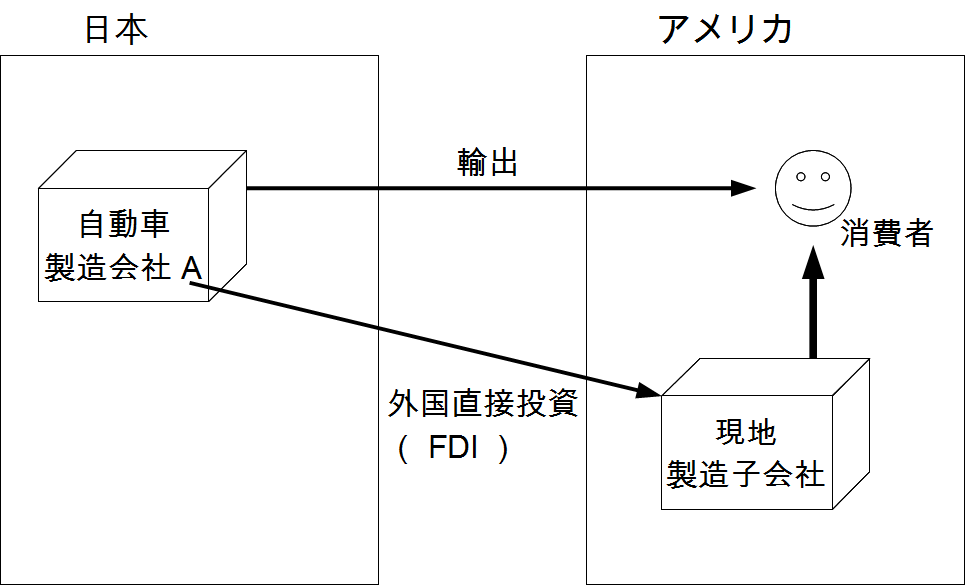 日本
アメリカ
輸出
自動車
製造会社 A
消費者
外国直接投資
( FDI )
現地
製造子会社